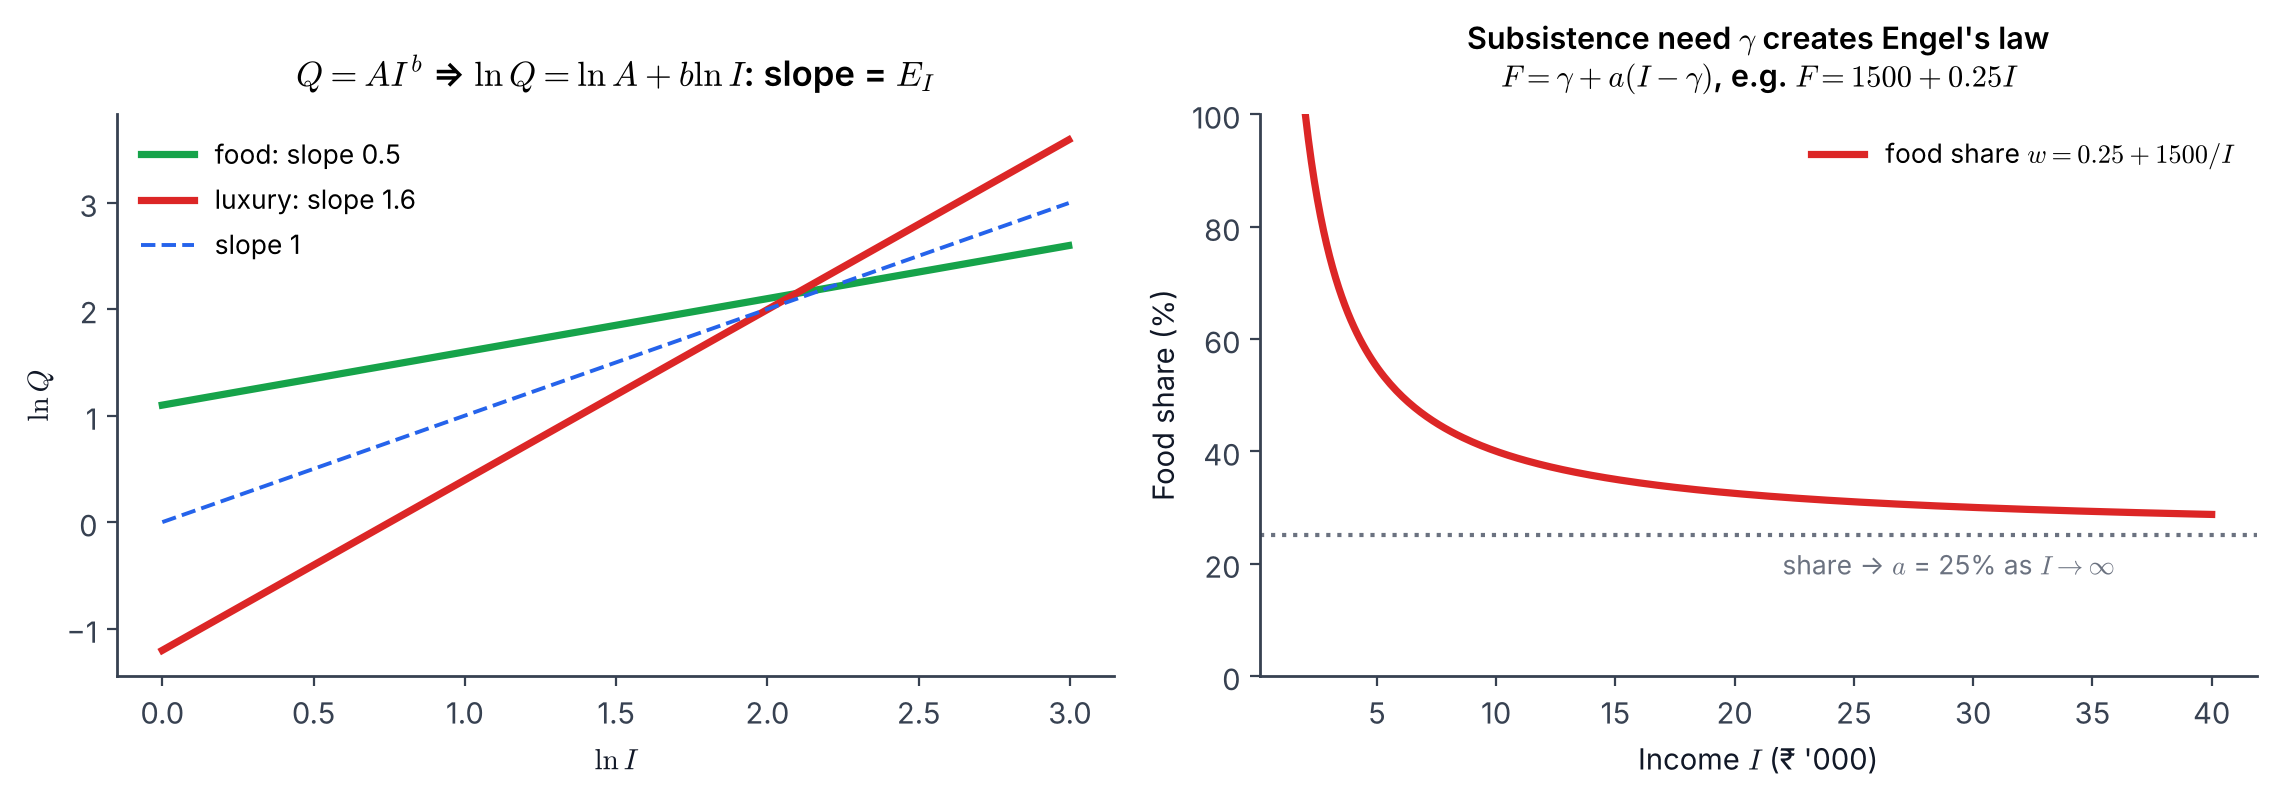 Q = AI^b ⇒ ln Q = ln A + b ln I: slope = E_I
food: slope 0.5
luxury: slope 1.6
slope 1
3
2
1
0
−1
ln Q
0.0 0.5 1.0 1.5 2.0 2.5 3.0
ln I
Subsistence need γ creates Engel's law
F = γ + a(I − γ), e.g. F = 1500 + 0.25I
food share w = 0.25 + 1500/I
100
80
60
40
20
0
Food share (%)
share → a = 25% as I → ∞
5 10 15 20 25 30 35 40
Income I (₹ '000)